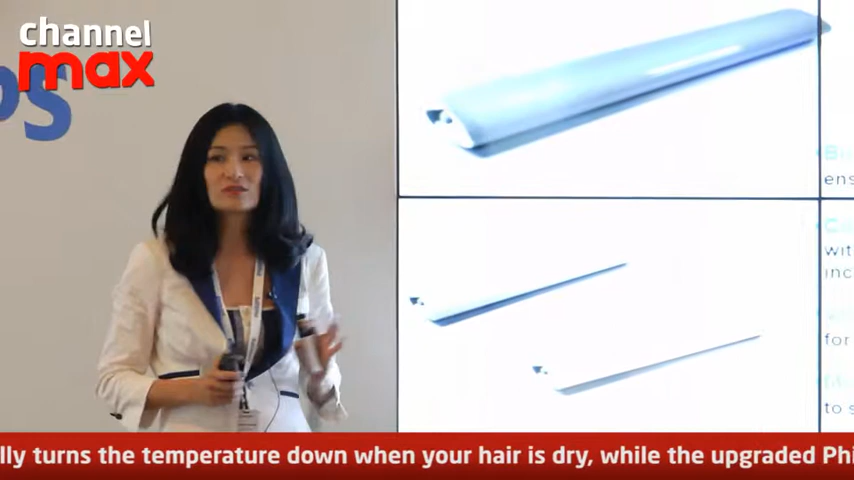 channel
max
PS
ens
wit
inc
for
to s
lly turns the temperature down when your hair is dry, while the upgraded Phi